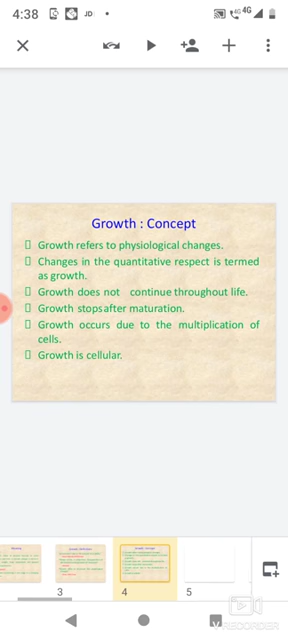 4:38
JD
4G
4G
Growth : Concept
Growth refers to physiological changes.
Changes in the quantitative respect is termed
as growth.
Growth does not continue throughout life.
Growth stops after maturation.
Growth occurs due to the multiplication of
cells.
Growth is cellular.
3
4
5
V.RECORDER